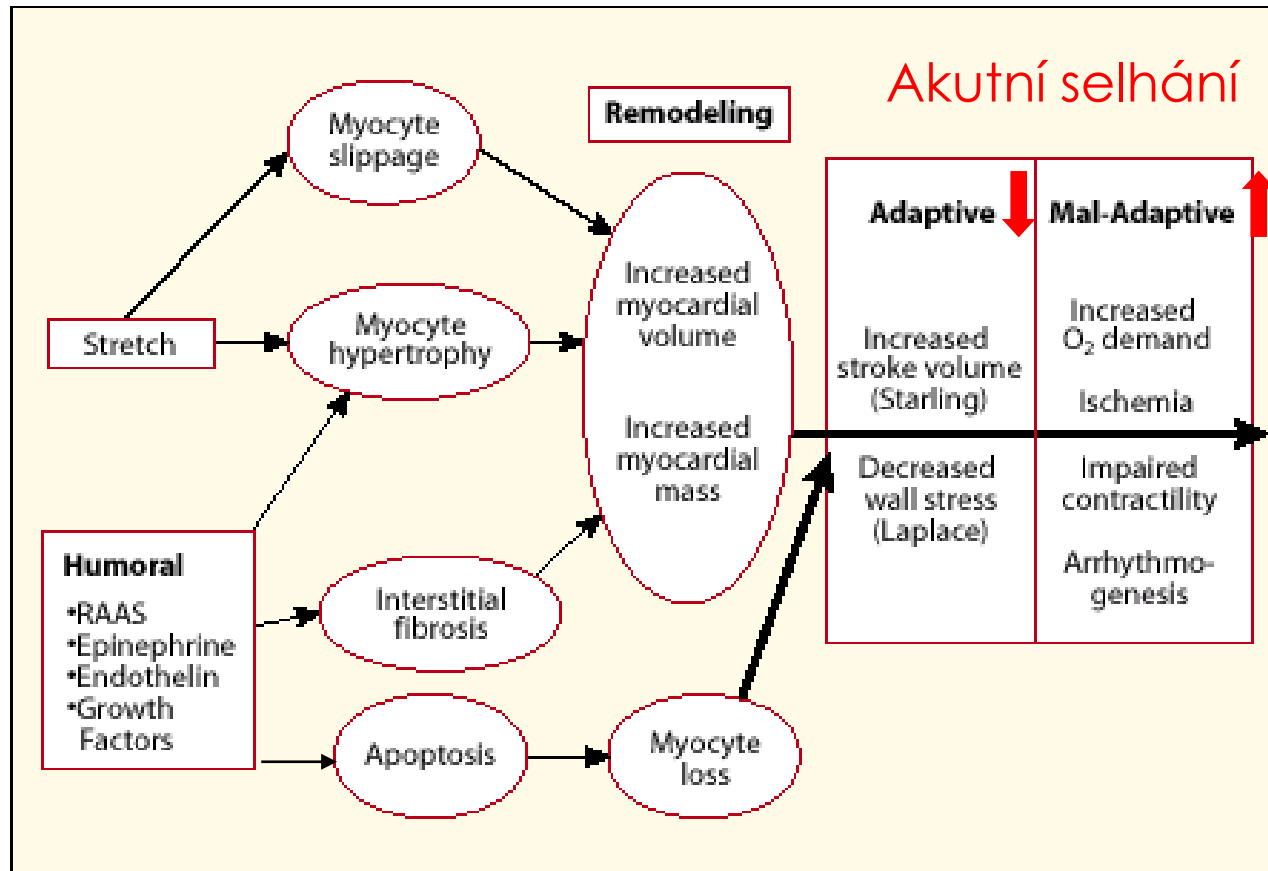 Akutní selhání
Remodeling
Myocyte
slippage
Stretch
Myocyte
hypertrophy
Humoral
•RAAS
•Epinephrine
•Endothelin
•Growth
Factors
Interstitial
fibrosis
Apoptosis
Myocyte
loss
Increased
myocardial
volume
Increased
myocardial
mass
Adaptive
Increased
stroke volume
(Starling)
Decreased
wall stress
(Laplace)
Mal-Adaptive
Increased
O₂ demand
Ischemia
Impaired
contractility
Arrhythmo-
genesis